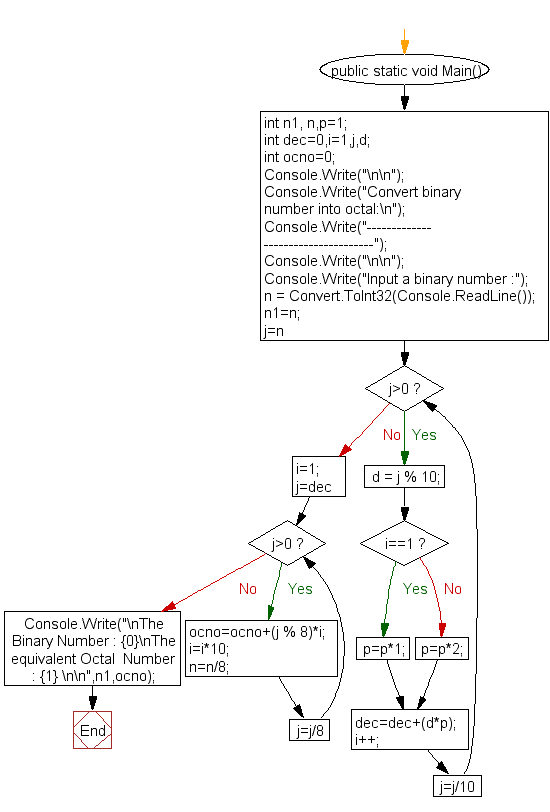 public static void Main()
int n1, n,p=1;
int dec=0,i=1,j,d;
int ocno=0;
Console.Write("\n\n");
Console.Write("Convert binary
number into octal:\n");
Console.Write("-------------
----------------------");
Console.Write("\n\n");
Console.Write("Input a binary number :");
n = Convert.ToInt32(Console.ReadLine());
n1=n;
j=n
j>0 ?
No
Yes
i=1;
j=dec
d = j % 10;
j>0 ?
i==1 ?
No
Yes
Yes
No
Console.Write("\nThe
Binary Number : {0}\nThe
equivalent Octal  Number
: {1} \n\n",n1,ocno);
ocno=ocno+(j % 8)*i;
i=i*10;
n=n/8;
p=p*1;
p=p*2;
End
j=j/8
dec=dec+(d*p);
i++;
j=j/10